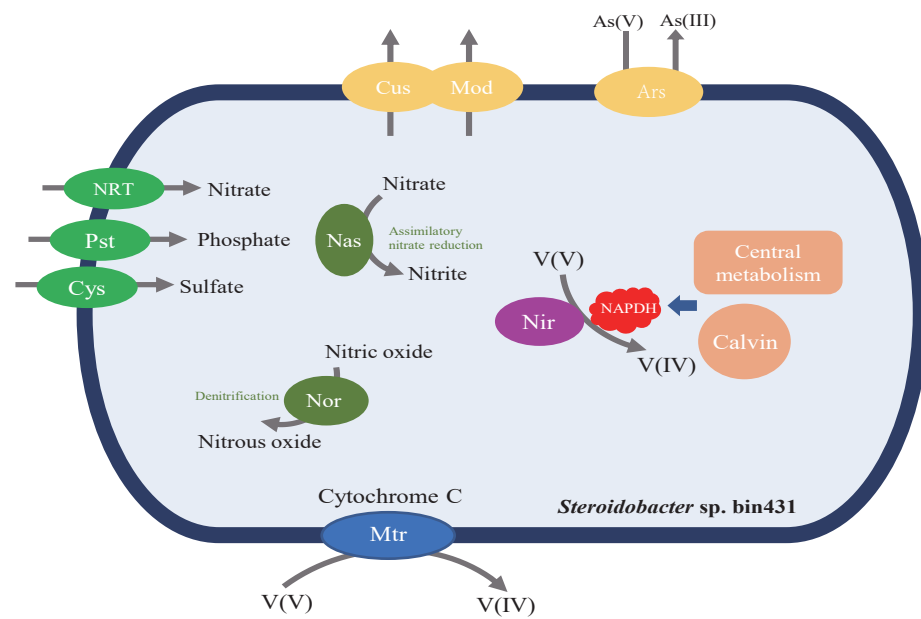 As(V) As(III)
Cus Mod Ars
NRT Nitrate
Pst Phosphate
Cys Sulfate
Nitrate
Nas
Assimilatory
nitrate reduction
Nitrite
V(V)
Nir
NAPDH
V(IV)
Central
metabolism
Calvin
Nitric oxide
Denitrification
Nor
Nitrous oxide
Cytochrome C
Mtr
V(V) V(IV)
Steroidobacter sp. bin431